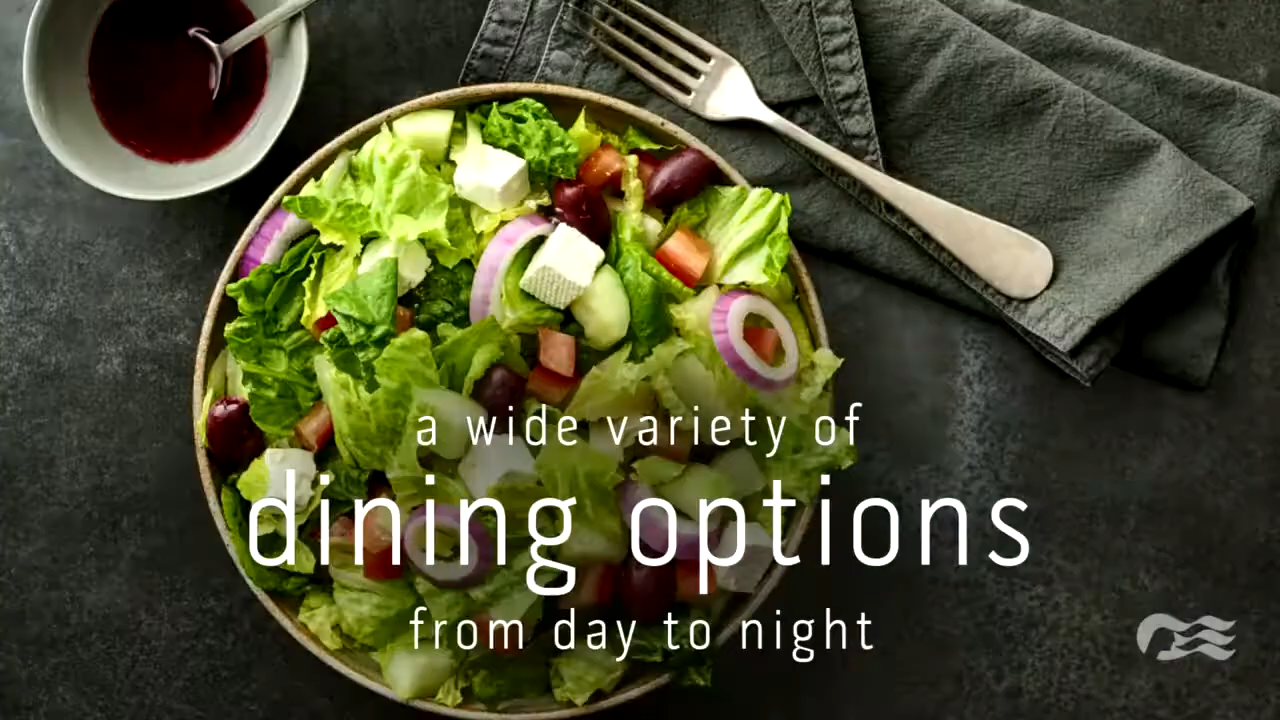 a wide variety of
dining options
from day to night